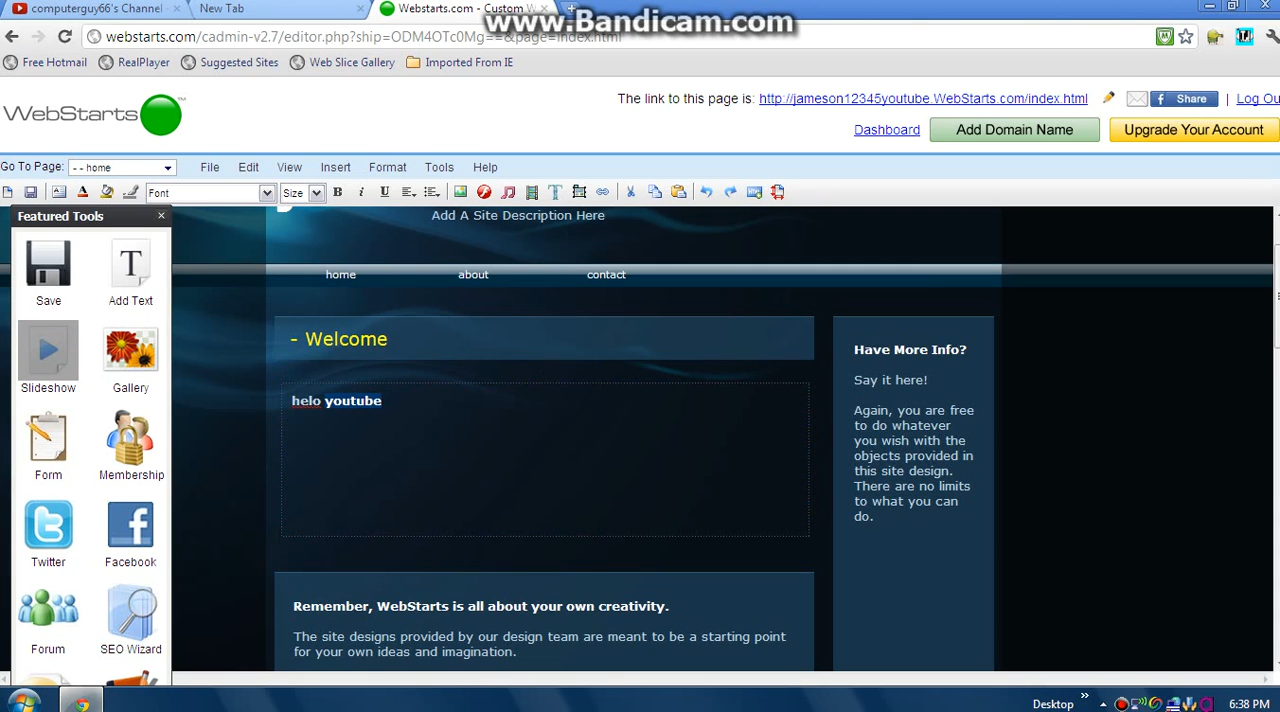 computerguy66's Channel
New Tab
Webstarts.com - Custom W
www.Bandicam.com
webstarts.com/cadmin-v2.7/editor.php?ship=ODM4OTc0Mg==&page=index.html
Free Hotmail
RealPlayer
Suggested Sites
Web Slice Gallery
Imported From IE
WebStarts™
The link to this page is: http://jameson12345youtube.WebStarts.com/index.html
f Share
| Log Ou
Dashboard
Add Domain Name
Upgrade Your Account
Go To Page: - - home
File Edit View Insert Format Tools Help
Font
Size
B i U
Featured Tools
Save
Add Text
Slideshow
Gallery
Form
Membership
Twitter
Facebook
Forum
SEO Wizard
Add A Site Description Here
home about contact
- Welcome
helo youtube
Have More Info?
Say it here!
Again, you are free
to do whatever
you wish with the
objects provided in
this site design.
There are no limits
to what you can
do.
Remember, WebStarts is all about your own creativity.
The site designs provided by our design team are meant to be a starting point
for your own ideas and imagination.
Desktop
6:38 PM